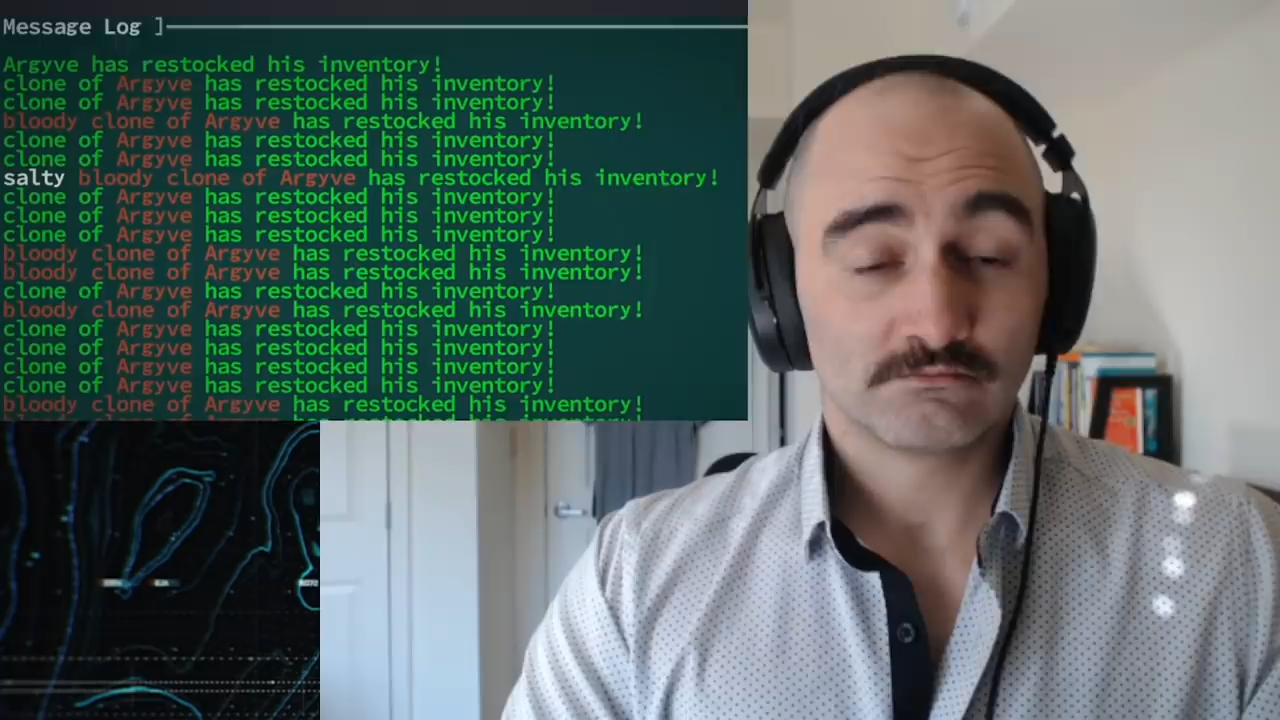 Message Log ]
Argyve has restocked his inventory!
clone of Argyve has restocked his inventory!
clone of Argyve has restocked his inventory!
bloody clone of Argyve has restocked his inventory!
clone of Argyve has restocked his inventory!
clone of Argyve has restocked his inventory!
salty bloody clone of Argyve has restocked his inventory!
clone of Argyve has restocked his inventory!
clone of Argyve has restocked his inventory!
clone of Argyve has restocked his inventory!
bloody clone of Argyve has restocked his inventory!
bloody clone of Argyve has restocked his inventory!
clone of Argyve has restocked his inventory!
bloody clone of Argyve has restocked his inventory!
clone of Argyve has restocked his inventory!
clone of Argyve has restocked his inventory!
clone of Argyve has restocked his inventory!
clone of Argyve has restocked his inventory!
bloody clone of Argyve has restocked his inventory!